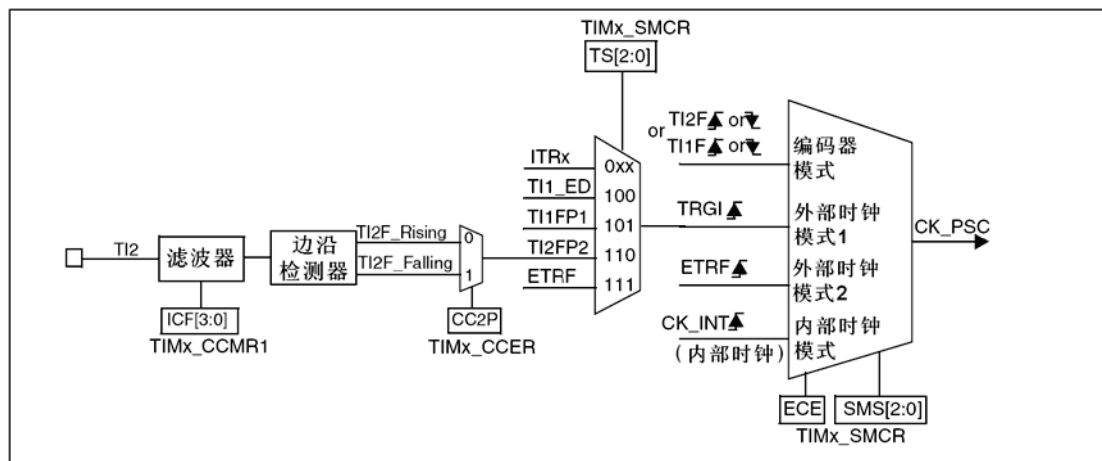 TIMx_SMCR
TS[2:0]
or TI2F or
TI1F or
编码器
模式
ITRx
0xx
TI1_ED
100
TI1FP1
101
TI2FP2
110
ETRF
111
TRGI
外部时钟
模式1
CK_PSC
ETRF
外部时钟
模式2
CK_INT
(内部时钟)
内部时钟
模式
TI2
滤波器
边沿
检测器
TI2F_Rising
0
TI2F_Falling
1
ICF[3:0]
TIMx_CCMR1
CC2P
TIMx_CCER
ECE
SMS[2:0]
TIMx_SMCR